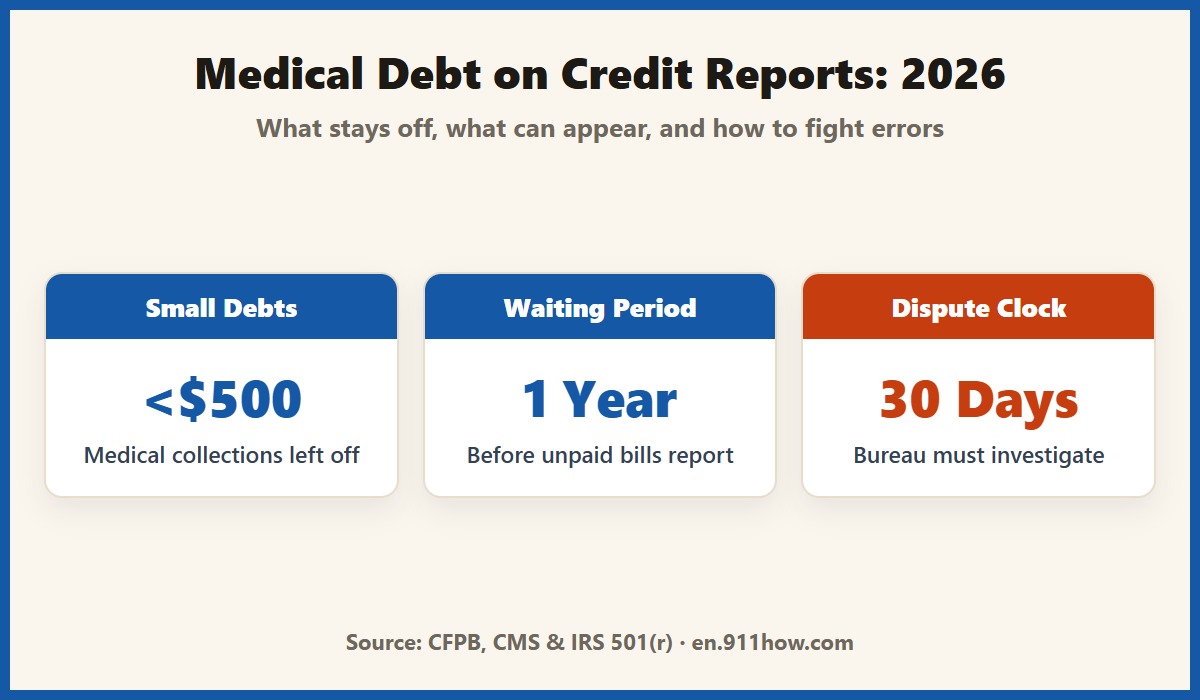 Medical Debt on Credit Reports: 2026
What stays off, what can appear, and how to fight errors
Small Debts
<$500
Medical collections left off
Waiting Period
1 Year
Before unpaid bills report
Dispute Clock
30 Days
Bureau must investigate
Source: CFPB, CMS & IRS 501(r) · en.911how.com